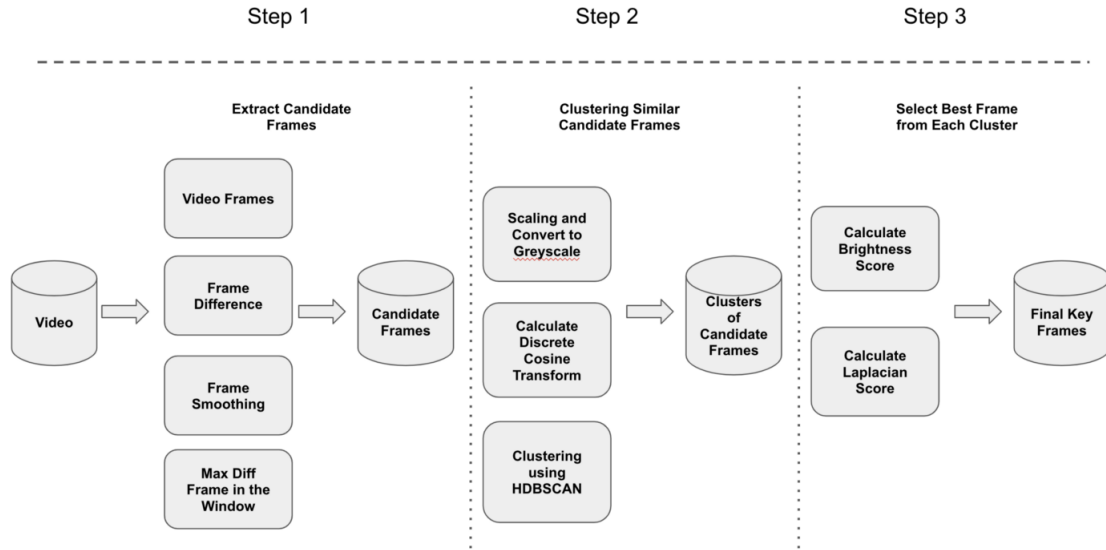 Step 1
Step 2
Step 3
Extract Candidate
Frames
Clustering Similar
Candidate Frames
Select Best Frame
from Each Cluster
Video
Video Frames
Frame
Difference
Frame
Smoothing
Max Diff
Frame in the
Window
Candidate
Frames
Scaling and
Convert to
Greyscale
Calculate
Discrete
Cosine
Transform
Clustering
using
HDBSCAN
Clusters
of
Candidate
Frames
Calculate
Brightness
Score
Calculate
Laplacian
Score
Final Key
Frames